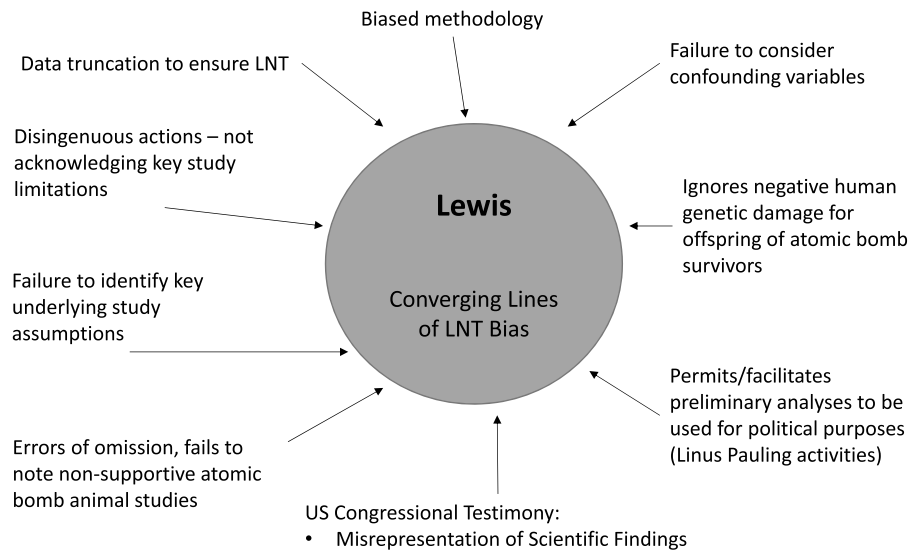 Biased methodology
Data truncation to ensure LNT
Failure to consider
confounding variables
Disingenuous actions – not
acknowledging key study
limitations
Lewis
Ignores negative human
genetic damage for
offspring of atomic bomb
survivors
Failure to identify key
underlying study
assumptions
Converging Lines
of LNT Bias
Permits/facilitates
preliminary analyses to be
used for political purposes
(Linus Pauling activities)
Errors of omission, fails to
note non-supportive atomic
bomb animal studies
US Congressional Testimony:
• Misrepresentation of Scientific Findings